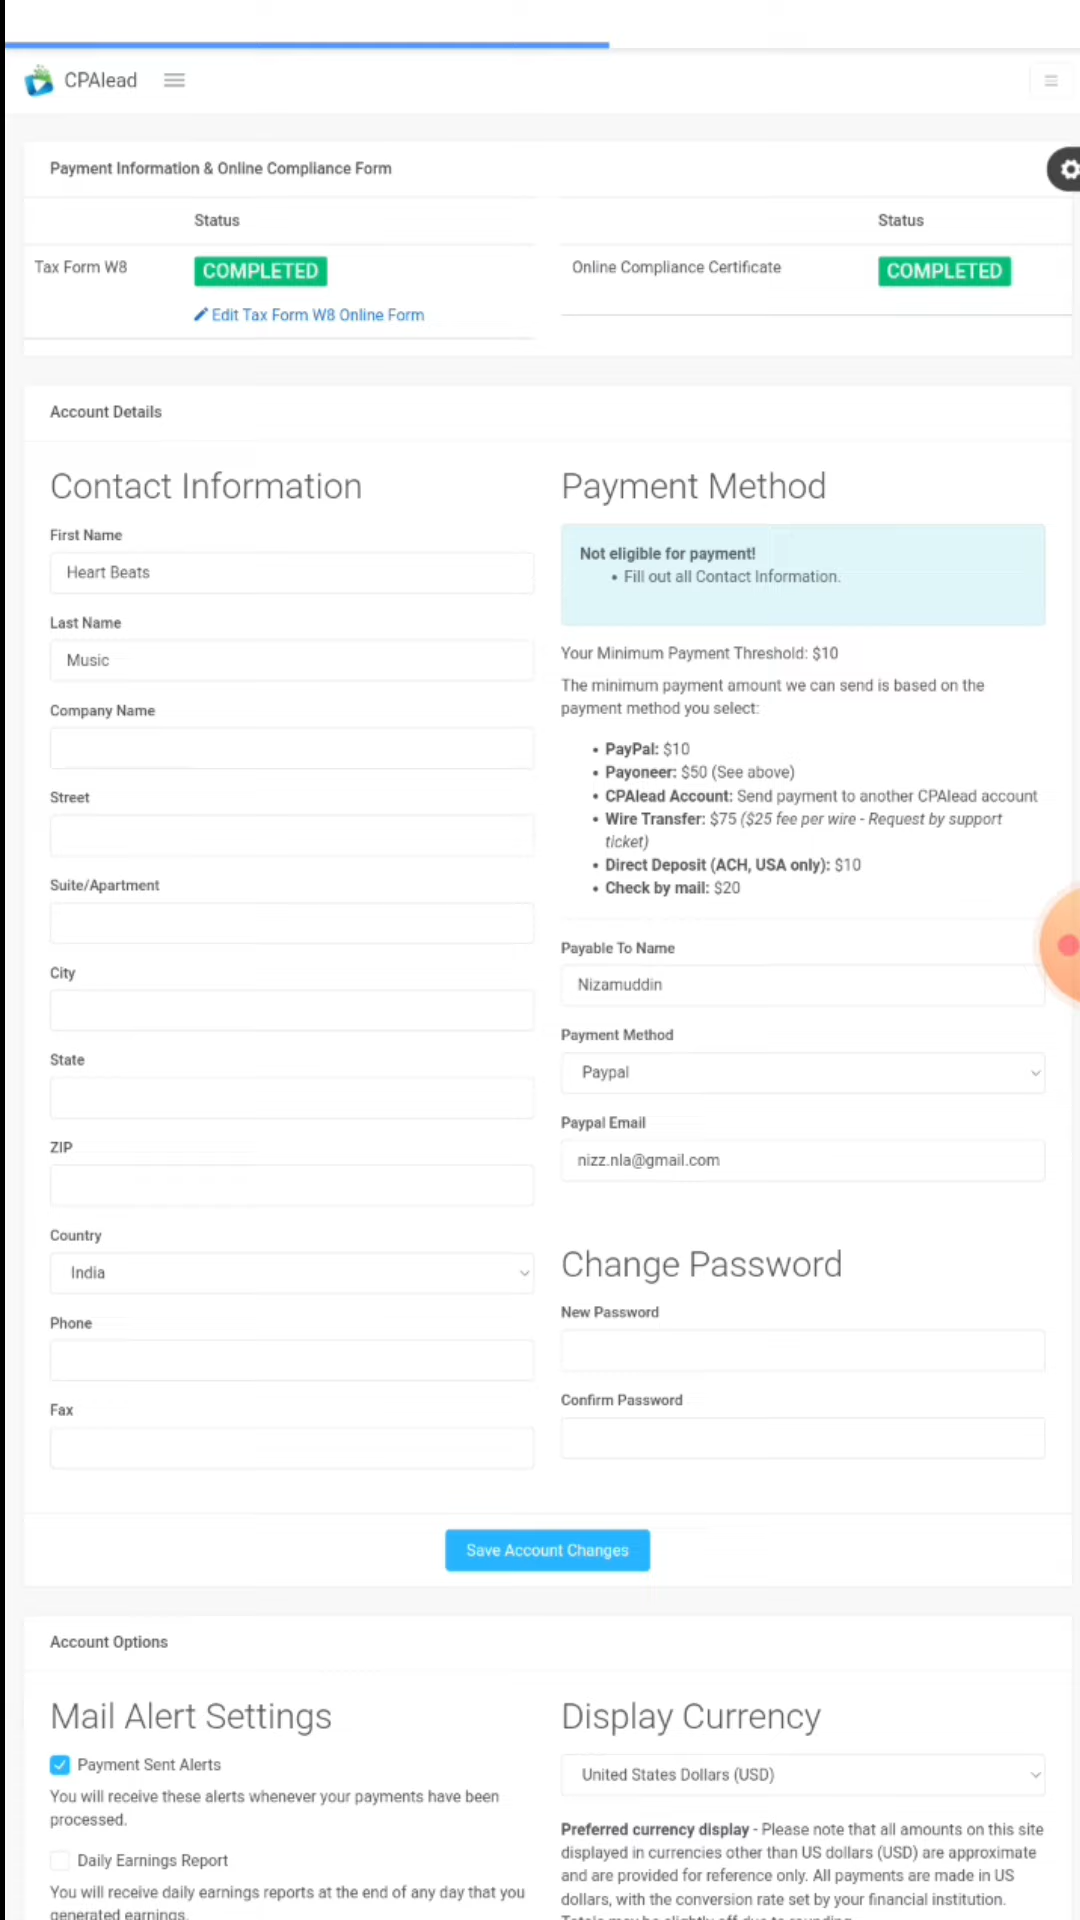 CPAlead
Payment Information & Online Compliance Form
Status
Status
Tax Form W8
COMPLETED
Online Compliance Certificate
COMPLETED
Edit Tax Form W8 Online Form
Account Details
Contact Information
First Name
Heart Beats
Last Name
Music
Company Name
Street
Suite/Apartment
City
State
ZIP
Country
India
Phone
Fax
Payment Method
Not eligible for payment!
• Fill out all Contact Information.
Your Minimum Payment Threshold: $10
The minimum payment amount we can send is based on the
payment method you select:
• PayPal: $10
• Payoneer: $50 (See above)
• CPAlead Account: Send payment to another CPAlead account
• Wire Transfer: $75 ($25 fee per wire - Request by support
ticket)
• Direct Deposit (ACH, USA only): $10
• Check by mail: $20
Payable To Name
Nizamuddin
Payment Method
Paypal
Paypal Email
nizz.nla@gmail.com
Change Password
New Password
Confirm Password
Save Account Changes
Account Options
Mail Alert Settings
Payment Sent Alerts
You will receive these alerts whenever your payments have been
processed.
Daily Earnings Report
You will receive daily earnings reports at the end of any day that you
generated earnings.
Display Currency
United States Dollars (USD)
Preferred currency display - Please note that all amounts on this site
displayed in currencies other than US dollars (USD) are approximate
and are provided for reference only. All payments are made in US
dollars, with the conversion rate set by your financial institution.